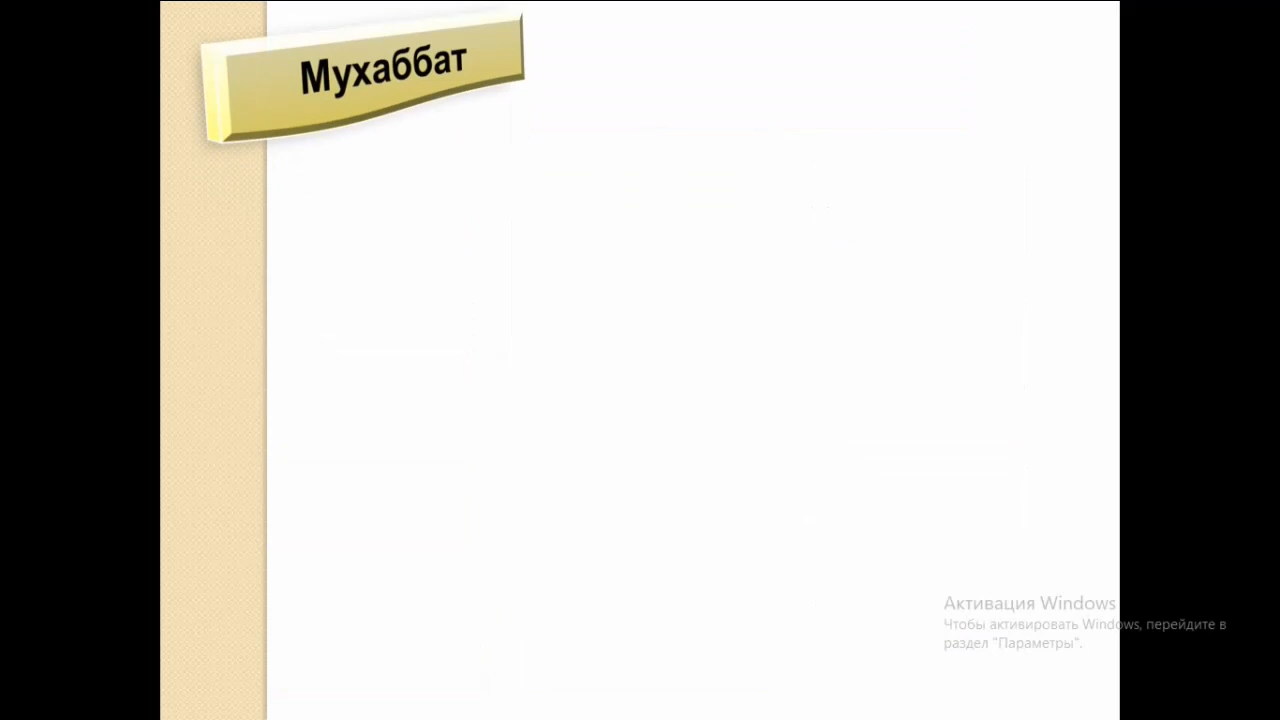 Мухаббат
Активация Windows
Чтобы активировать Windows, перейдите в
раздел "Параметры".